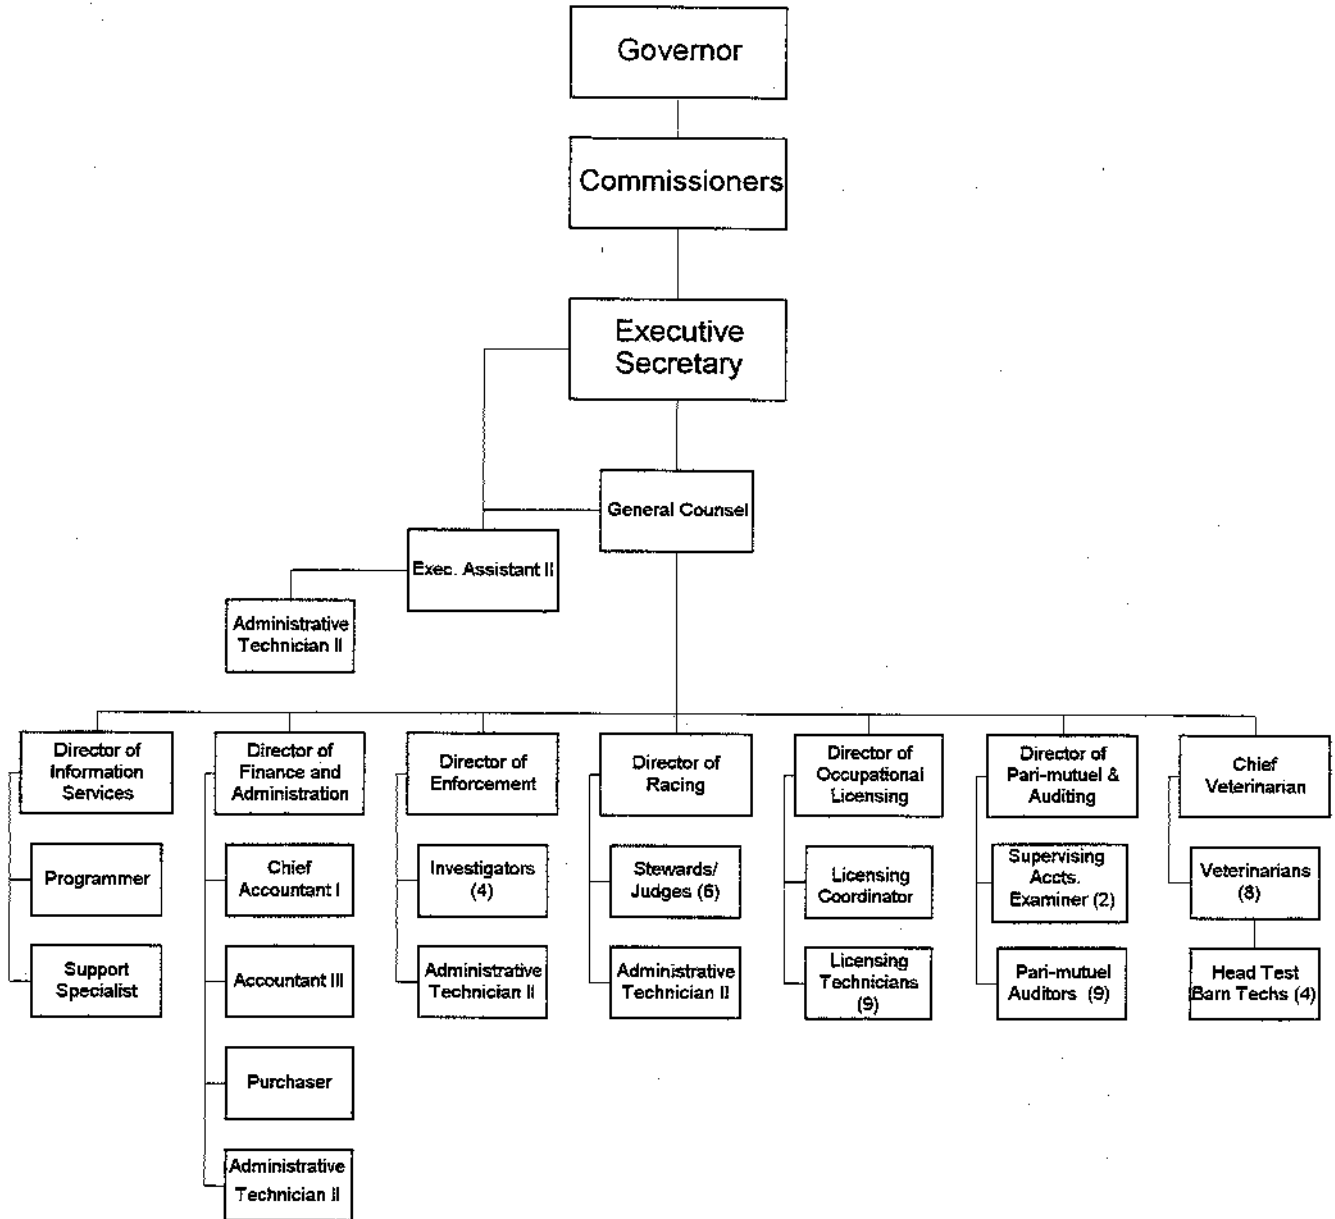 Governor
Commissioners
Executive
Secretary
General Counsel
Exec. Assistant II
Administrative
Technician II
Director of
Information
Services
Programmer
Support
Specialist
Director of
Finance and
Administration
Chief
Accountant I
Accountant III
Purchaser
Administrative
Technician II
Director of
Enforcement
Investigators
(4)
Administrative
Technician II
Director of
Racing
Stewards/
Judges (6)
Administrative
Technician II
Director of
Occupational
Licensing
Licensing
Coordinator
Licensing
Technicians
(9)
Director of
Pari-mutuel &
Auditing
Supervising
Accts.
Examiner (2)
Pari-mutuel
Auditors (9)
Chief
Veterinarian
Veterinarians
(8)
Head Test
Barn Techs (4)